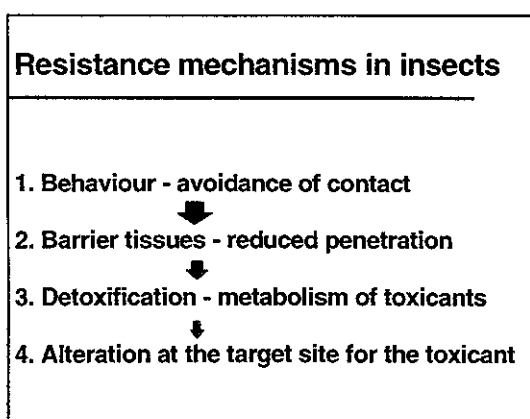 Resistance mechanisms in insects
1. Behaviour - avoidance of contact
2. Barrier tissues - reduced penetration
3. Detoxification - metabolism of toxicants
4. Alteration at the target site for the toxicant